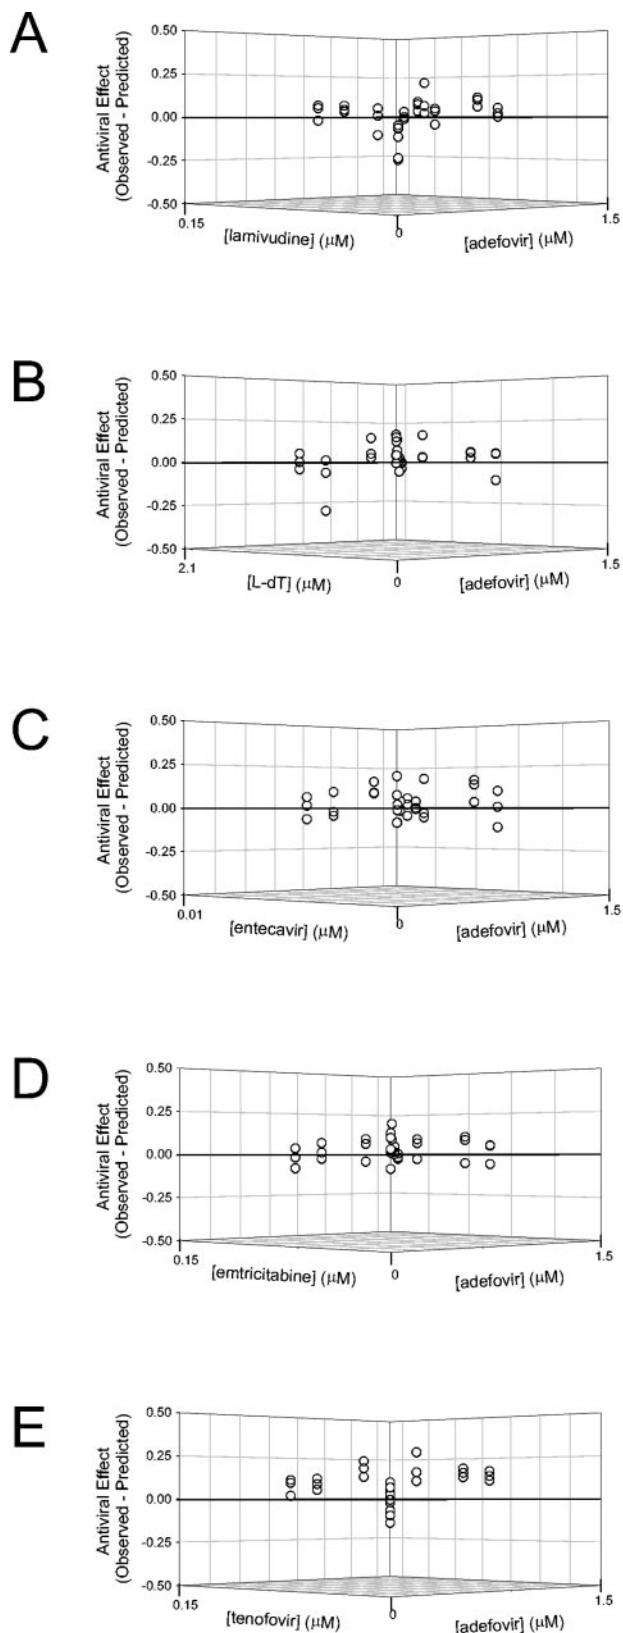 A
Antiviral Effect
(Observed - Predicted)
0.50
0.25
0.00
-0.25
-0.50
0.15
0
1.5
[lamivudine] (μM)
[adefovir] (μM)
B
Antiviral Effect
(Observed - Predicted)
0.50
0.25
0.00
-0.25
-0.50
2.1
0
1.5
[L-dT] (μM)
[adefovir] (μM)
C
Antiviral Effect
(Observed - Predicted)
0.50
0.25
0.00
-0.25
-0.50
0.01
0
1.5
[entecavir] (μM)
[adefovir] (μM)
D
Antiviral Effect
(Observed - Predicted)
0.50
0.25
0.00
-0.25
-0.50
0.15
0
1.5
[emtricitabine] (μM)
[adefovir] (μM)
E
Antiviral Effect
(Observed - Predicted)
0.50
0.25
0.00
-0.25
-0.50
0.15
0
1.5
[tenofovir] (μM)
[adefovir] (μM)